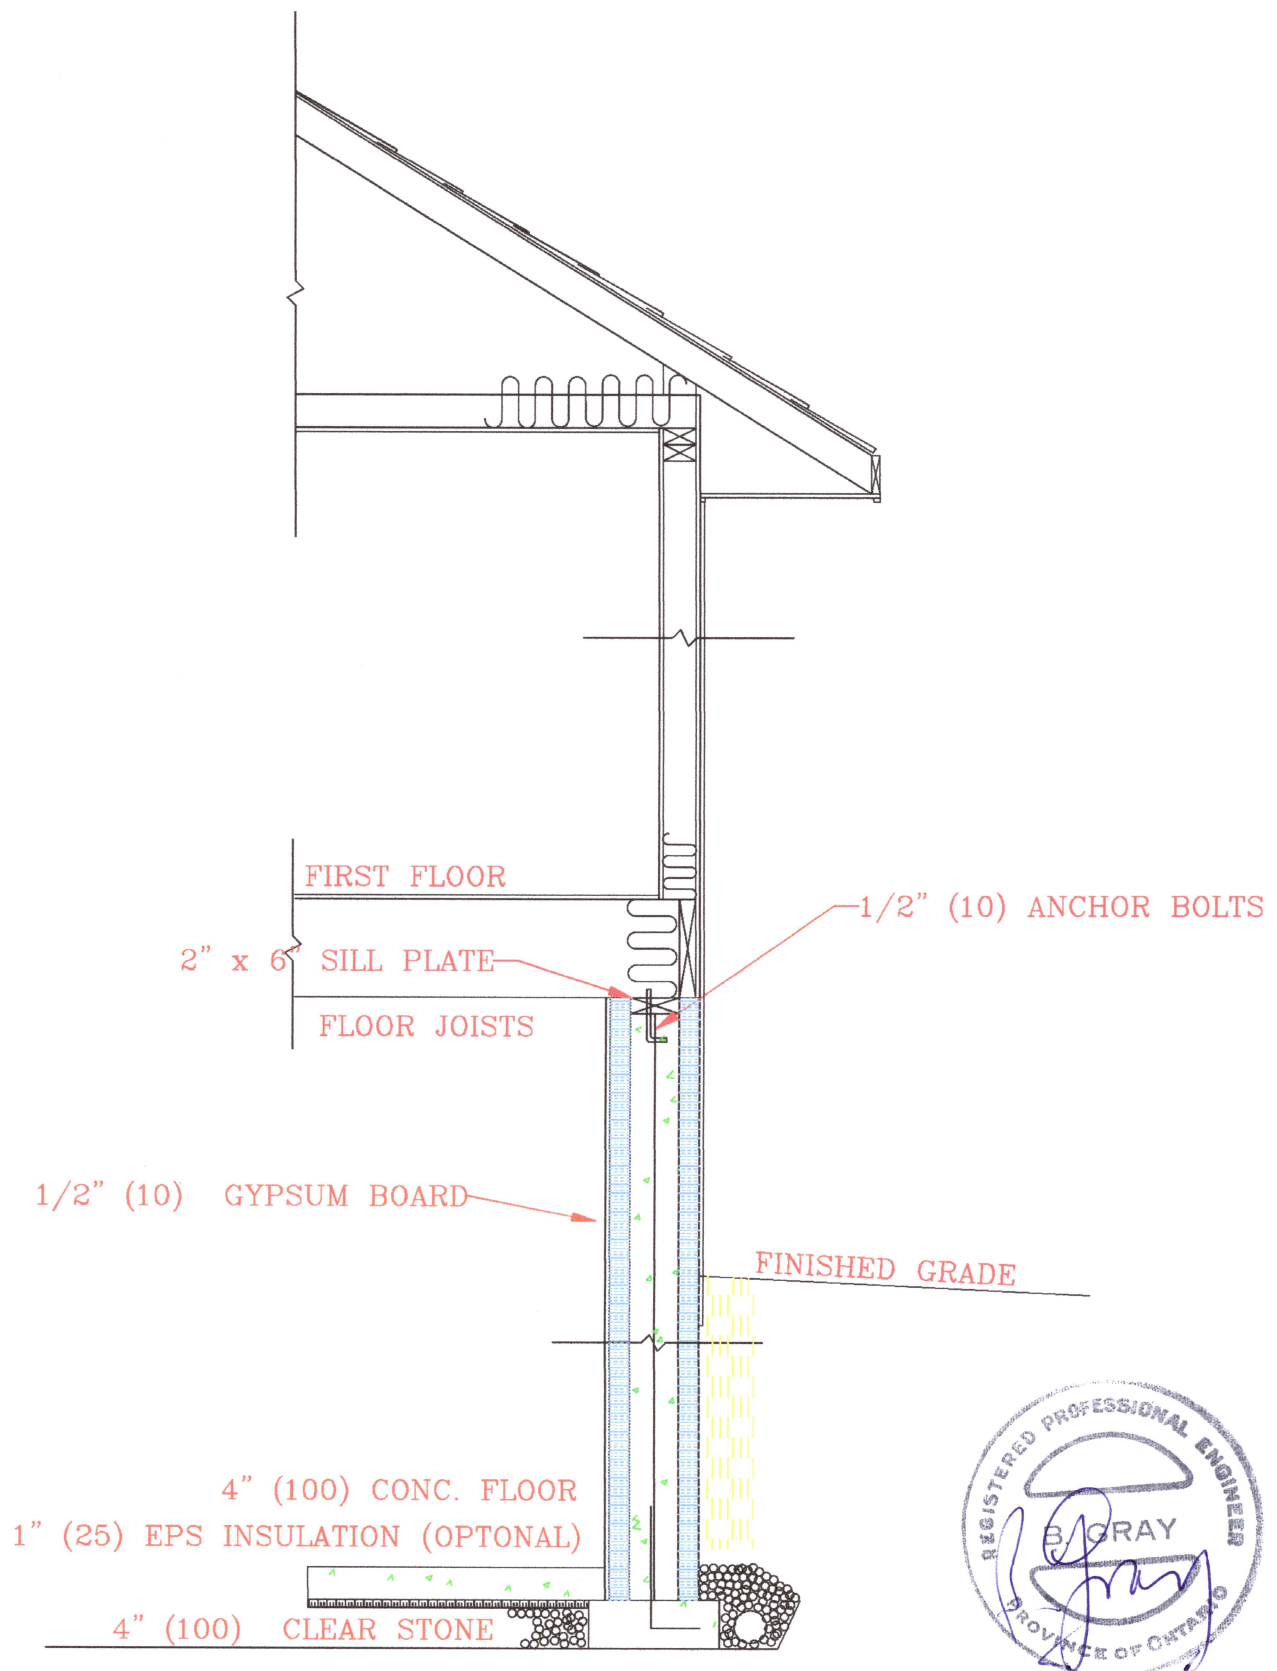 FIRST FLOOR
1/2" (10) ANCHOR BOLTS
2" x 6" SILL PLATE
FLOOR JOISTS
1/2" (10) GYPSUM BOARD
FINISHED GRADE
4" (100) CONC. FLOOR
1" (25) EPS INSULATION (OPTONAL)
4" (100) CLEAR STONE
REGISTERED PROFESSIONAL ENGINEER
B. GRAY
PROVINCE OF ONTARIO